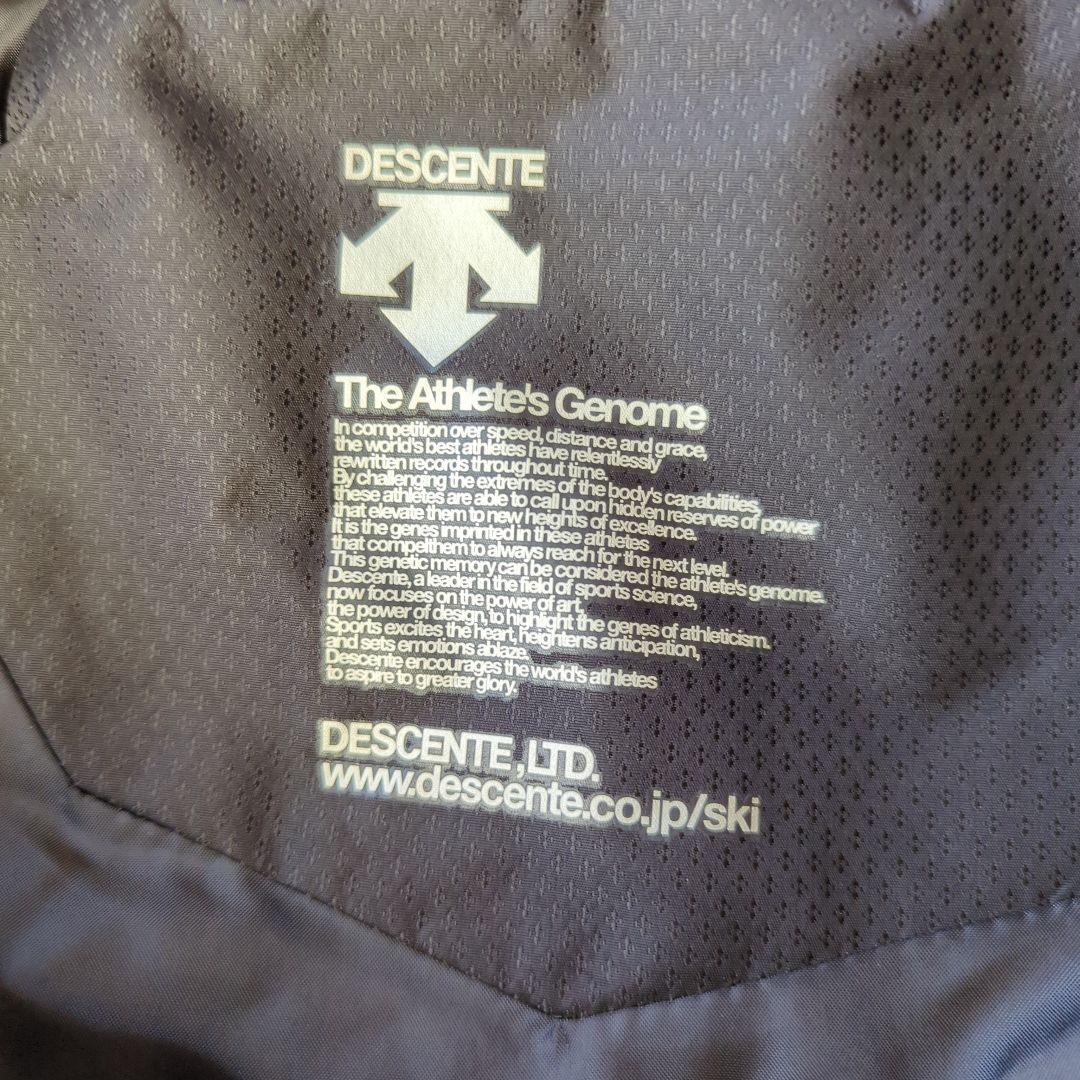 DESCENTE
The Athlete's Genome
In competition over speed, distance and grace,
the world's best athletes have relentlessly
rewritten records throughout time.
By challenging the extremes of the body's capabilities,
these athletes are able to call upon hidden reserves of power
that elevate them to new heights of excellence.
It is the genes imprinted in these athletes
that compel them to always reach for the next level.
This genetic memory can be considered the athlete's genome.
Descente, a leader in the field of sports science,
now focuses on the power of art,
the power of design, to highlight the genes of athleticism.
Sports excites the heart, heightens anticipation,
and sets emotions ablaze.
Descente encourages the world's athletes
to aspire to greater glory.
DESCENTE,LTD.
www.descente.co.jp/ski